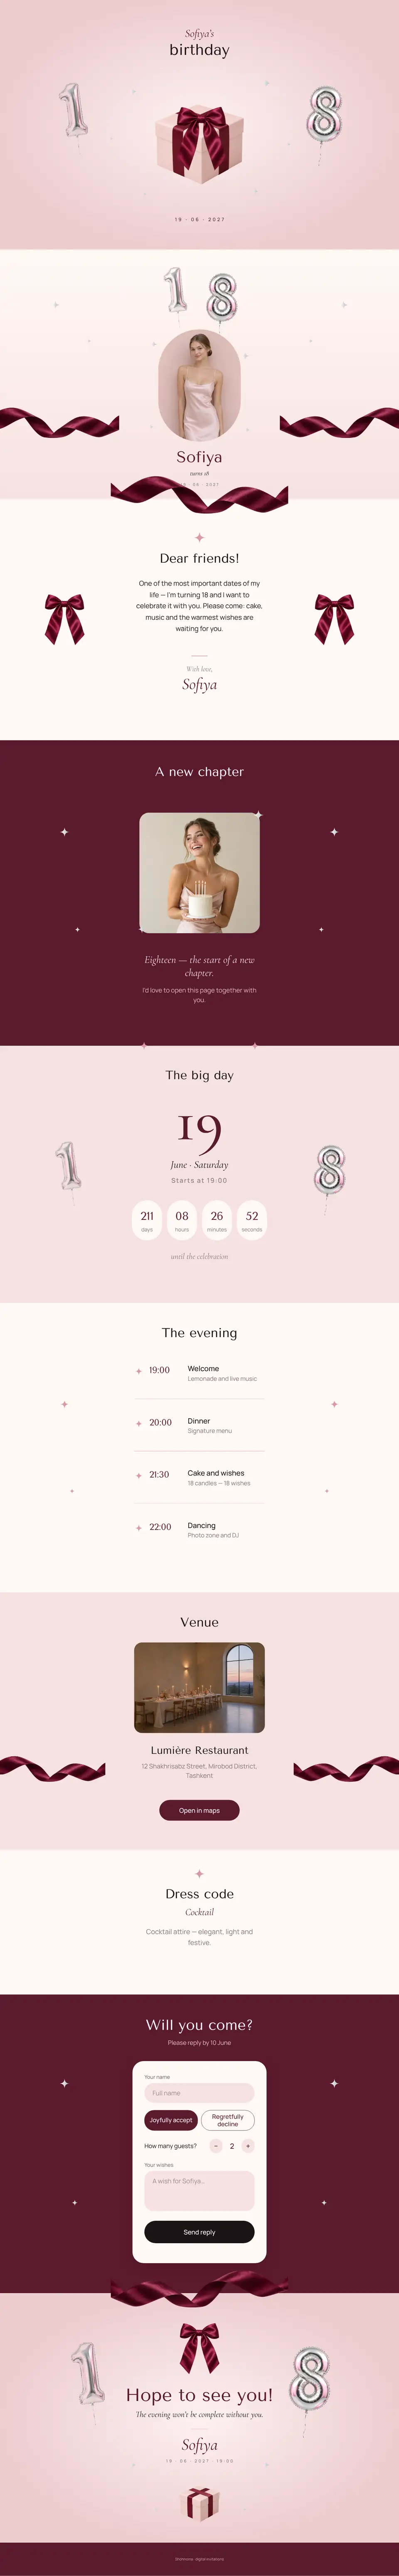 Sofiya's
birthday
19 · 06 · 2027
Sofiya
turns 18
Dear friends!
One of the most important dates of my
life — I'm turning 18 and I want to
celebrate it with you. Please come: cake,
music and the warmest wishes are
waiting for you.
With love,
Sofiya
A new chapter
Eighteen — the start of a new
chapter.
I'd love to open this page together with
you.
The big day
19
June · Saturday
Starts at 19:00
211 08 26 52
days hours minutes seconds
until the celebration
The evening
19:00 Welcome
Lemonade and live music
20:00 Dinner
Signature menu
21:30 Cake and wishes
18 candles — 18 wishes
22:00 Dancing
Photo zone and DJ
Venue
Lumière Restaurant
12 Shakhrisabz Street, Mirobod District,
Tashkent
Open in maps
Dress code
Cocktail
Cocktail attire — elegant, light and
festive.
Will you come?
Please reply by 10 June
Your name
Full name
Joyfully accept
Regretfully
decline
How many guests? − 2 +
Your wishes
A wish for Sofiya…
Send reply
Hope to see you!
The evening won't be complete without you.
Sofiya
19 · 06 · 2027 · 19:00